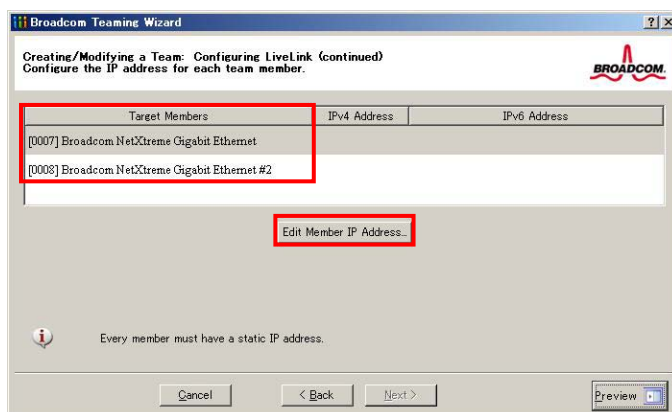 Broadcom Teaming Wizard
Creating/Modifying a Team: Configuring LiveLink (continued)
Configure the IP address for each team member.
BROADCOM.
Target Members IPv4 Address IPv6 Address
[0007] Broadcom NetXtreme Gigabit Ethernet
[0008] Broadcom NetXtreme Gigabit Ethernet #2
Edit Member IP Address...
Every member must have a static IP address.
Cancel < Back Next > Preview